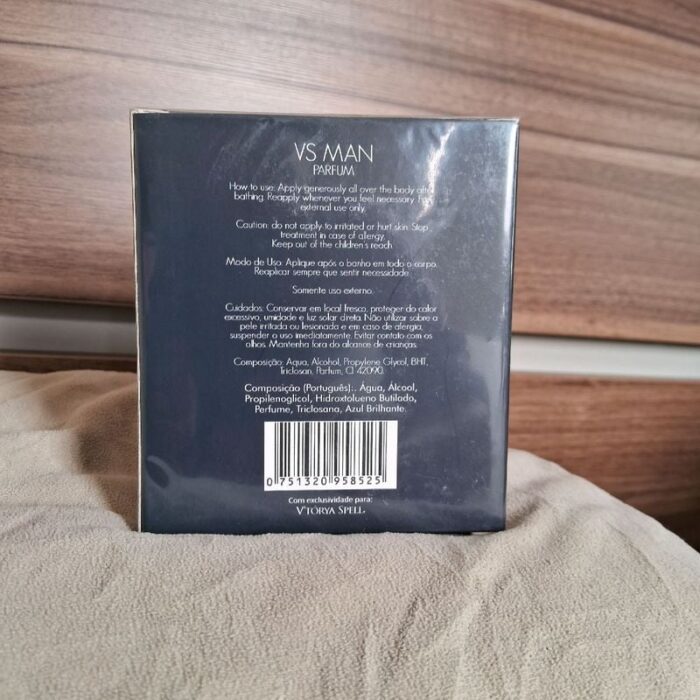 VS MAN
PARFUM
How to use: Apply generously all over the body after
bathing. Reapply whenever you feel necessary. For
external use only.
Caution: do not apply to irritated or hurt skin. Stop
treatment in case of allergy.
Keep out of the children's reach.
Modo de Uso: Aplique após o banho em todo o corpo.
Reaplicar sempre que sentir necessidade.
Somente uso externo.
Cuidados: Conservar em local fresco, proteger do calor
excessivo, umidade e luz solar direta. Não utilizar sobre a
pele irritada ou lesionada e em caso de alergia,
suspender o uso imediatamente. Evitar contato com os
olhos. Mantenha fora do alcance de crianças.
Composição: Aqua, Alcohol, Propylene Glycol, BHT,
Triclosan, Parfum, CI 42090.
Composição (Português):. Água, Álcool,
Propilenoglicol, Hidroxtolueno Butilado,
Perfume, Triclosana, Azul Brilhante.
0 751320 958525
Com exclusividade para:
V'TÓRYA SPELL.